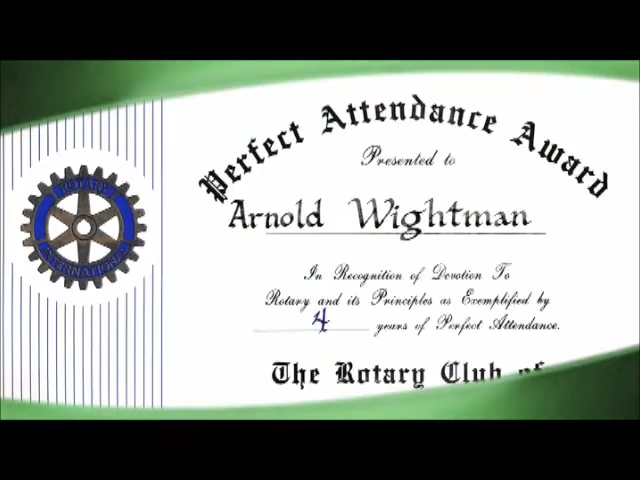 Perfect Attendance Award
Presented to
Arnold Wightman
In Recognition of Devotion To
Rotary and its Principles as Exemplified by
4 years of Perfect Attendance.
The Rotary Club of
ROTARY
INTERNATIONAL